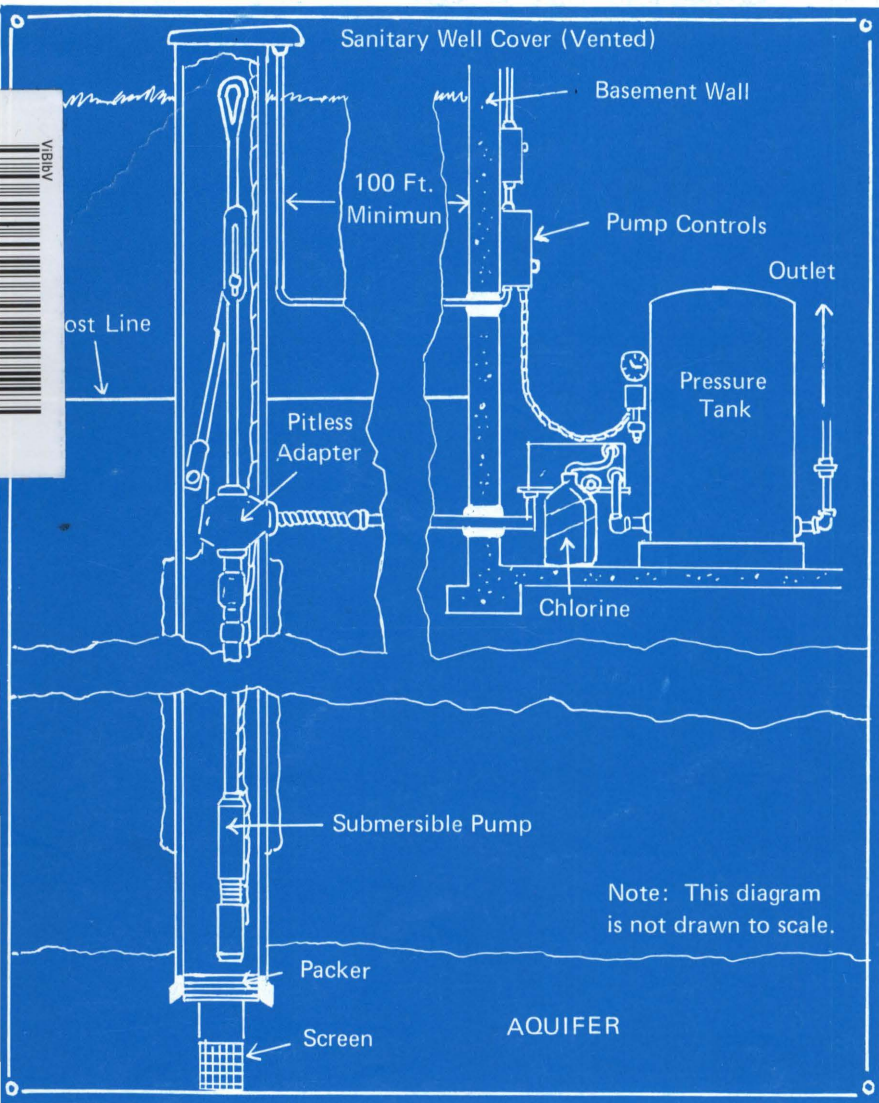 Sanitary Well Cover (Vented)
Basement Wall
ViBlbV
100 Ft.
Minimun
Pump Controls
Outlet
ost Line
Pressure
Tank
Pitless
Adapter
Chlorine
Submersible Pump
Note: This diagram
is not drawn to scale.
Packer
AQUIFER
Screen